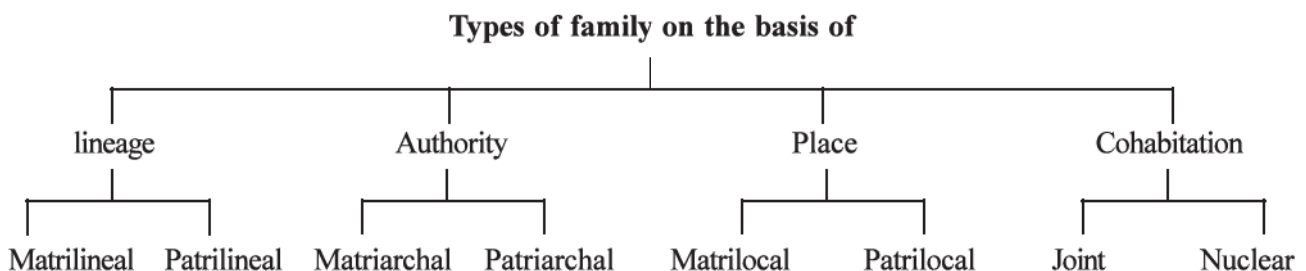 Types of family on the basis of
lineage Authority Place Cohabitation
Matrilineal Patrilineal Matriarchal Patriarchal Matrilocal Patrilocal Joint Nuclear